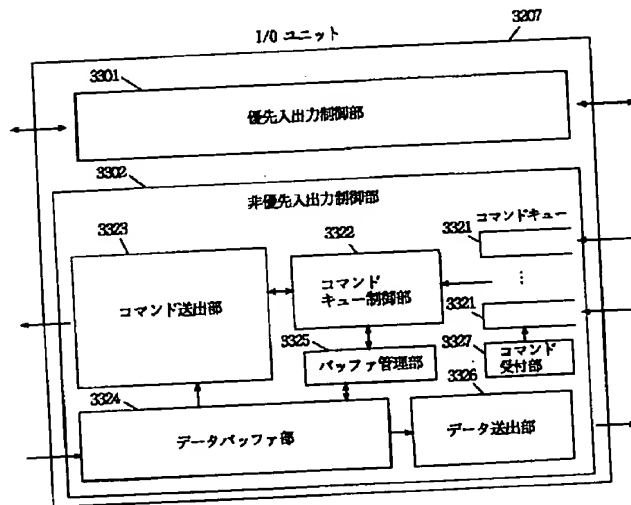 I/O ユニット
3207
3301
優先入出力制御部
3302
非優先入出力制御部
3323
コマンド送出部
3322
コマンド
キュー制御部
コマンドキュー
3321
⋮
3321
3325
バッファ管理部
3327
コマンド
受付部
3324
データバッファ部
3326
データ送出部